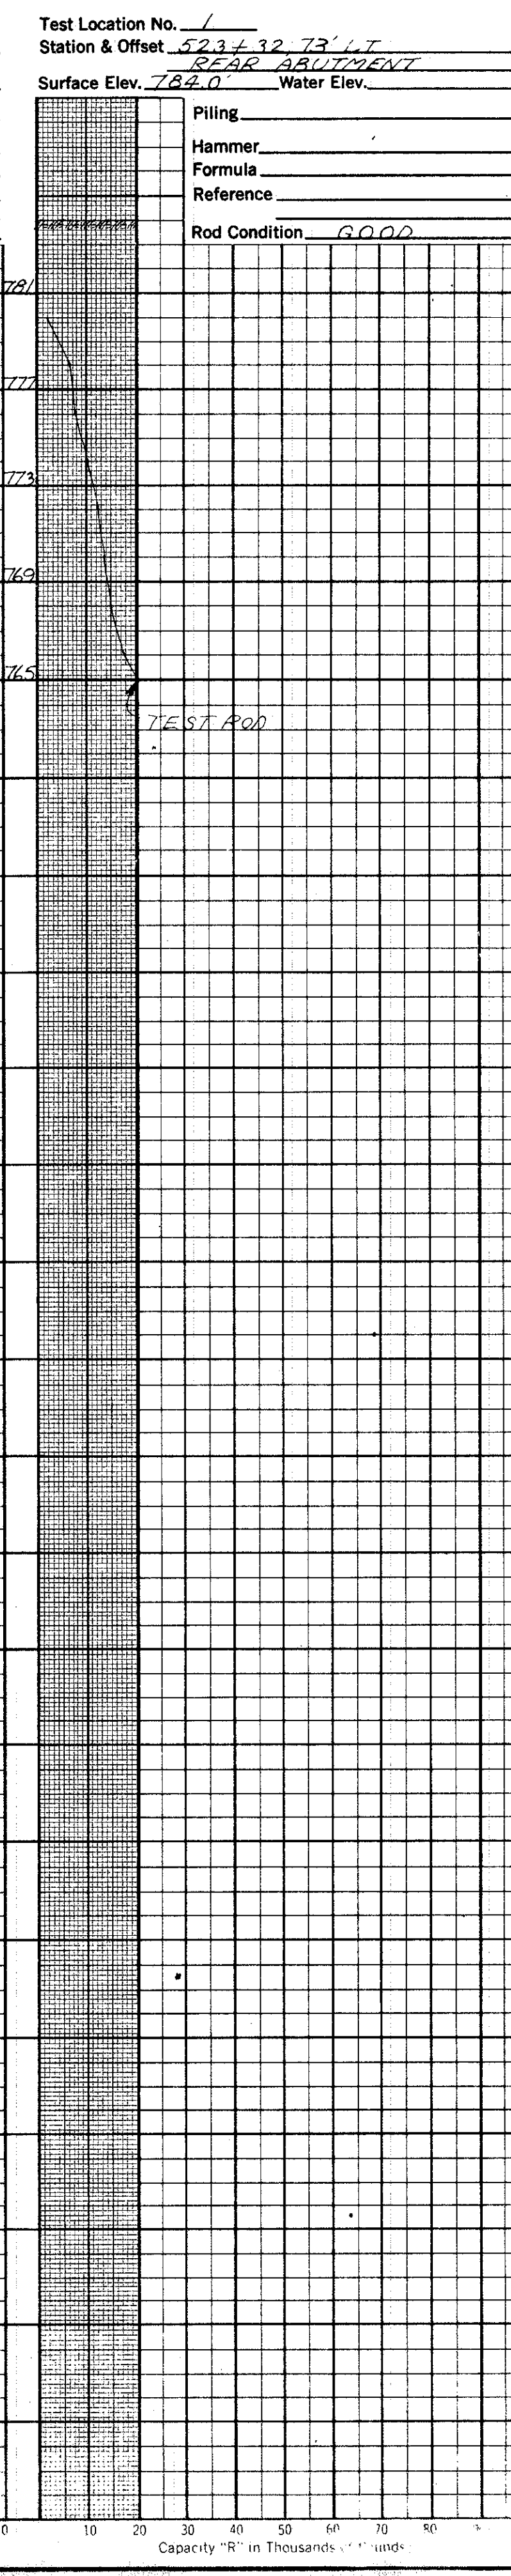 Test Location No. 1
Station & Offset 523+32, 73' LT
REAR ABUTMENT
Surface Elev. 784.0' Water Elev.
Piling
Hammer
Formula
Reference
Rod Condition GOOD
781
777
773
769
765
TEST ROD
0 10 20 30 40 50 60 70 80
Capacity "R" in Thousands